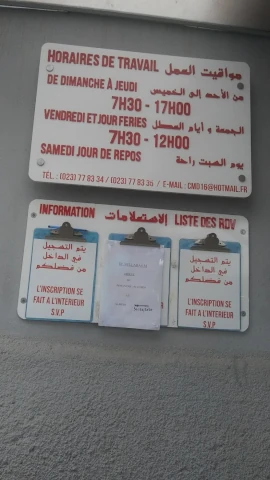 HORAIRES DE TRAVAIL مواقيت العمل
DE DIMANCHE À JEUDI من الأحد إلى الخميس
7H30 - 17H00
VENDREDI ET JOUR FERIES الجمعة و أيام العطل
7H30 - 12H00
SAMEDI JOUR DE REPOS يوم السبت راحة
TÉL. : (023) 77 83 34 / (023) 77 83 35 / E-MAIL : CMD16@HOTMAIL.FR
INFORMATION الاستعلامات LISTE DES RDV
يتم التسجيل
في الداخل
من فضلكم
L'INSCRIPTION SE
FAIT A L'INTERIEUR
S.V.P
يتم التسجيل
في الداخل
من فضلكم
L'INSCRIPTION SE
FAIT A L'INTERIEUR
S.V.P